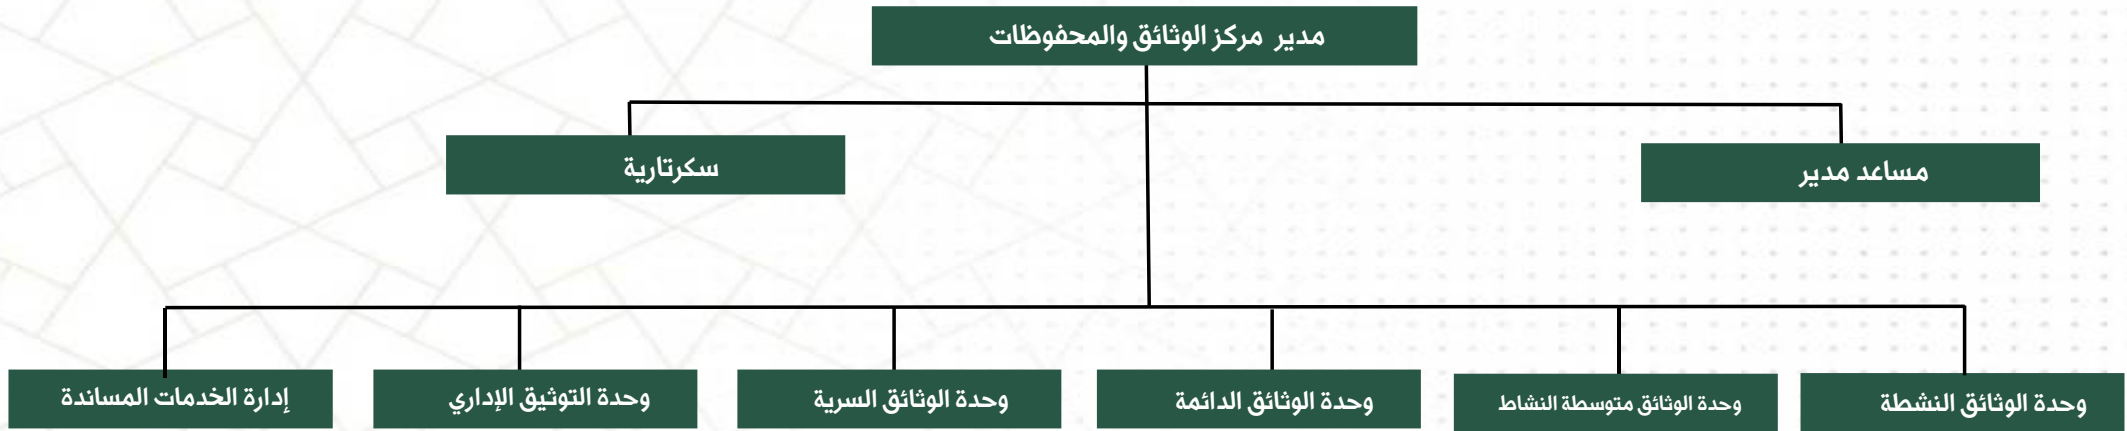 مدير مركز الوثائق والمحفوظات
مساعد مدير
سكرتارية
وحدة الوثائق النشطة
وحدة الوثائق متوسطة النشاط
وحدة الوثائق الدائمة
وحدة الوثائق السرية
وحدة التوثيق الإداري
إدارة الخدمات المساندة